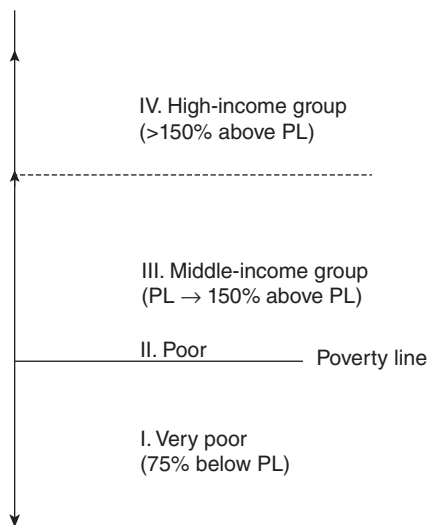 IV. High-income group
(>150% above PL)
III. Middle-income group
(PL → 150% above PL)
II. Poor
Poverty line
I. Very poor
(75% below PL)